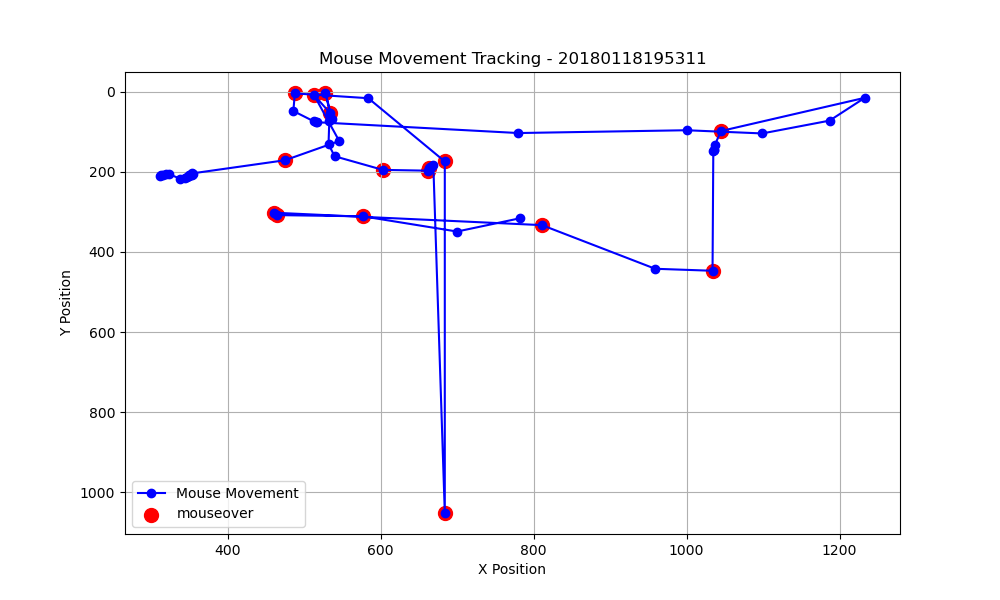 Mouse Movement Tracking - 20180118195311
Y Position
0
200
400
600
800
1000
Mouse Movement
mouseover
400
600
800
1000
1200
X Position